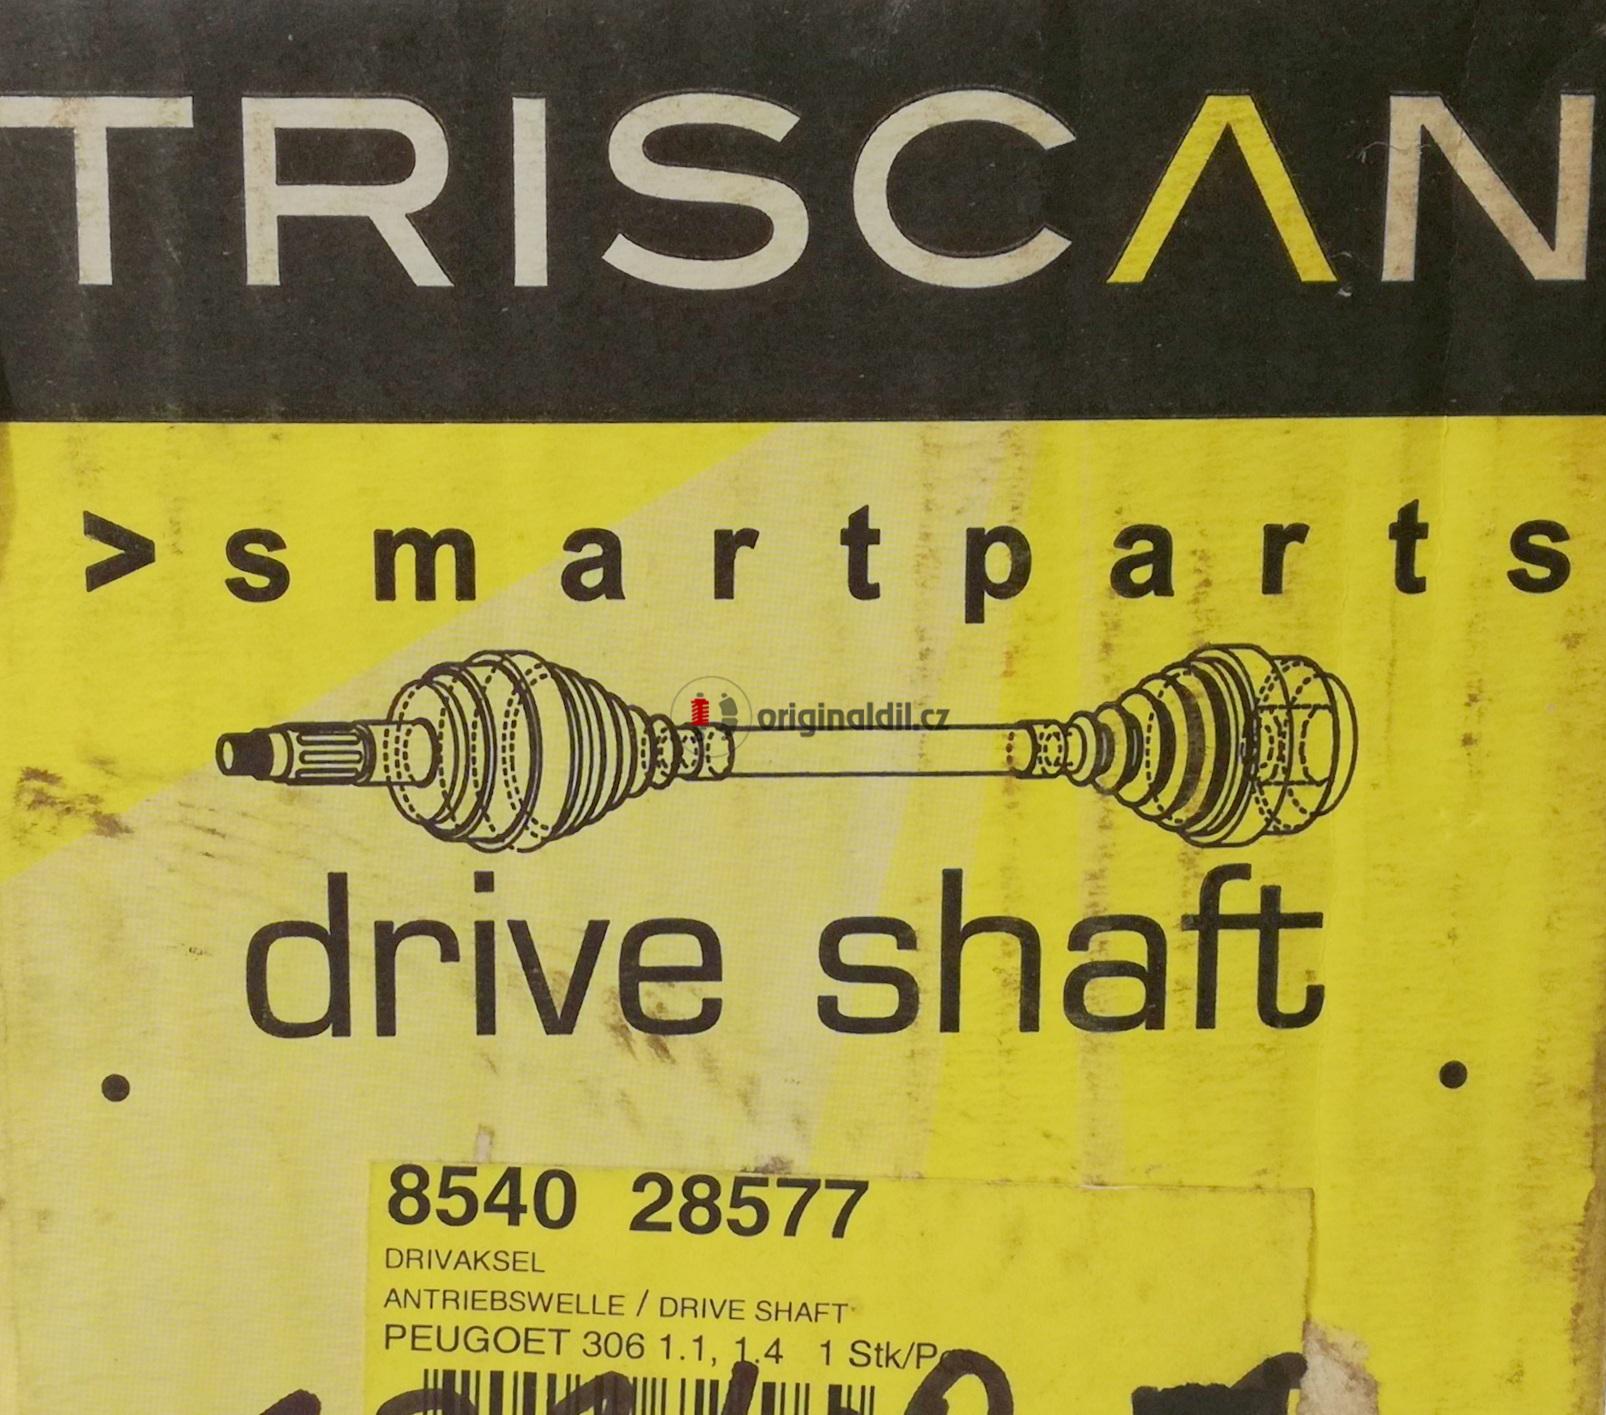 TRISCAN
>smartparts
originaldil.cz
drive shaft
8540 28577
DRIVAKSEL
ANTRIEBSWELLE / DRIVE SHAFT
PEUGOET 306 1.1, 1.4 1 Stk/Pc